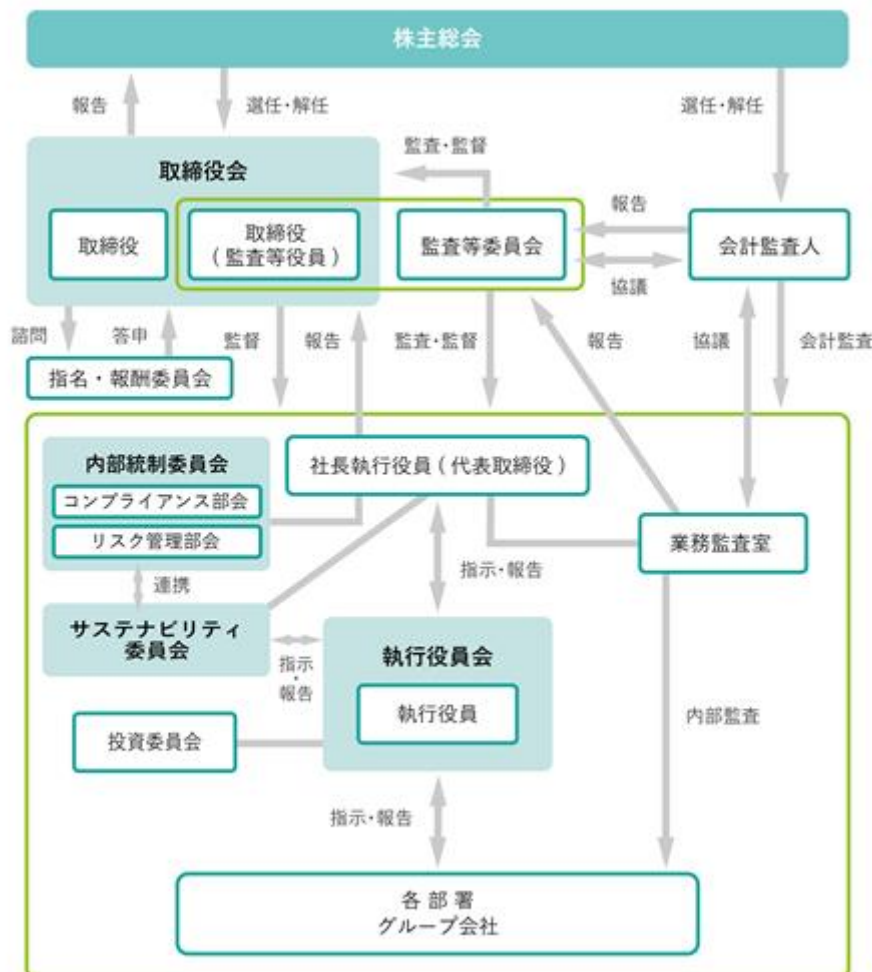 株主総会
報告
選任・解任
選任・解任
監査・監督
取締役会
取締役
取締役
(監査等役員)
監査等委員会
報告
協議
会計監査人
諮問
答申
監督
報告
監査・監督
報告
協議
会計監査
指名・報酬委員会
内部統制委員会
コンプライアンス部会
リスク管理部会
社長執行役員(代表取締役)
業務監査室
連携
指示・報告
サステナビリティ
委員会
指示
・
報告
執行役員会
執行役員
投資委員会
内部監査
指示・報告
各部署
グループ会社